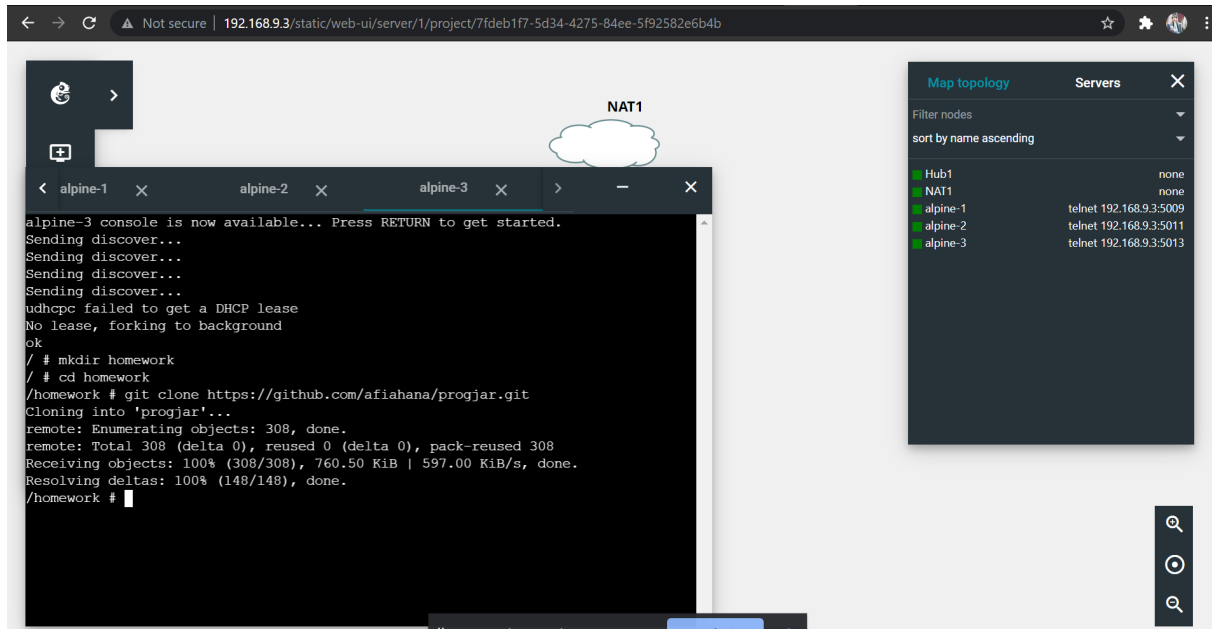 Not secure | 192.168.9.3/static/web-ui/server/1/project/7fdeb1f7-5d34-4275-84ee-5f92582e6b4b
NAT1
Map topology Servers
Filter nodes
sort by name ascending
Hub1 none
NAT1 none
alpine-1 telnet 192.168.9.3:5009
alpine-2 telnet 192.168.9.3:5011
alpine-3 telnet 192.168.9.3:5013
alpine-1 alpine-2 alpine-3
alpine-3 console is now available... Press RETURN to get started.
Sending discover...
Sending discover...
Sending discover...
Sending discover...
udhcpc failed to get a DHCP lease
No lease, forking to background
ok
/ # mkdir homework
/ # cd homework
/homework # git clone https://github.com/afiahana/progjar.git
Cloning into 'progjar'...
remote: Enumerating objects: 308, done.
remote: Total 308 (delta 0), reused 0 (delta 0), pack-reused 308
Receiving objects: 100% (308/308), 760.50 KiB | 597.00 KiB/s, done.
Resolving deltas: 100% (148/148), done.
/homework #